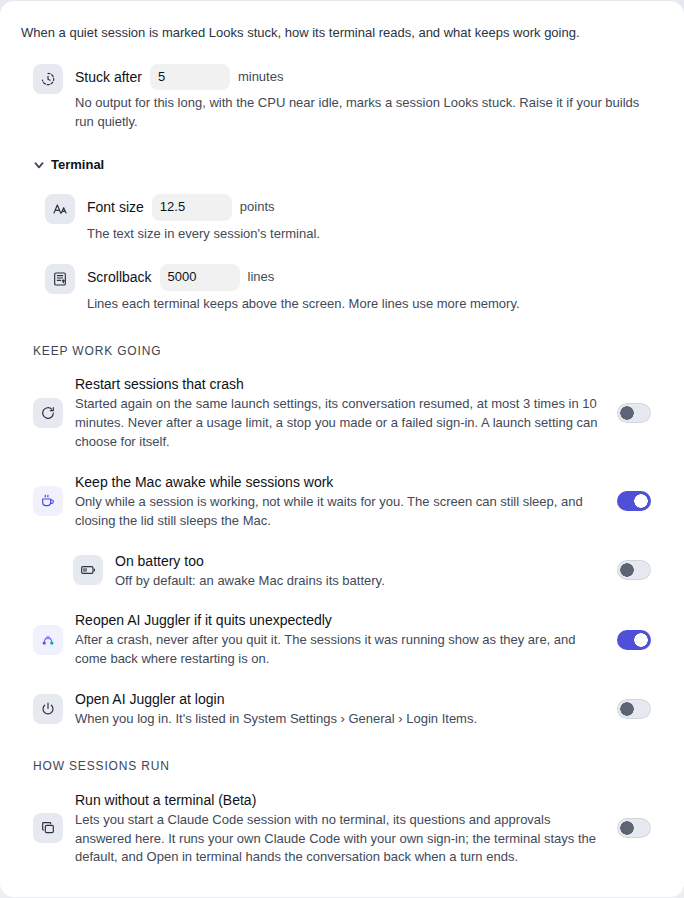 When a quiet session is marked Looks stuck, how its terminal reads, and what keeps work going.
Stuck after 5 minutes
No output for this long, with the CPU near idle, marks a session Looks stuck. Raise it if your builds
run quietly.
Terminal
Font size 12.5 points
The text size in every session's terminal.
Scrollback 5000 lines
Lines each terminal keeps above the screen. More lines use more memory.
KEEP WORK GOING
Restart sessions that crash
Started again on the same launch settings, its conversation resumed, at most 3 times in 10
minutes. Never after a usage limit, a stop you made or a failed sign-in. A launch setting can
choose for itself.
Keep the Mac awake while sessions work
Only while a session is working, not while it waits for you. The screen can still sleep, and
closing the lid still sleeps the Mac.
On battery too
Off by default: an awake Mac drains its battery.
Reopen AI Juggler if it quits unexpectedly
After a crash, never after you quit it. The sessions it was running show as they are, and
come back where restarting is on.
Open AI Juggler at login
When you log in. It's listed in System Settings › General › Login Items.
HOW SESSIONS RUN
Run without a terminal (Beta)
Lets you start a Claude Code session with no terminal, its questions and approvals
answered here. It runs your own Claude Code with your own sign-in; the terminal stays the
default, and Open in terminal hands the conversation back when a turn ends.